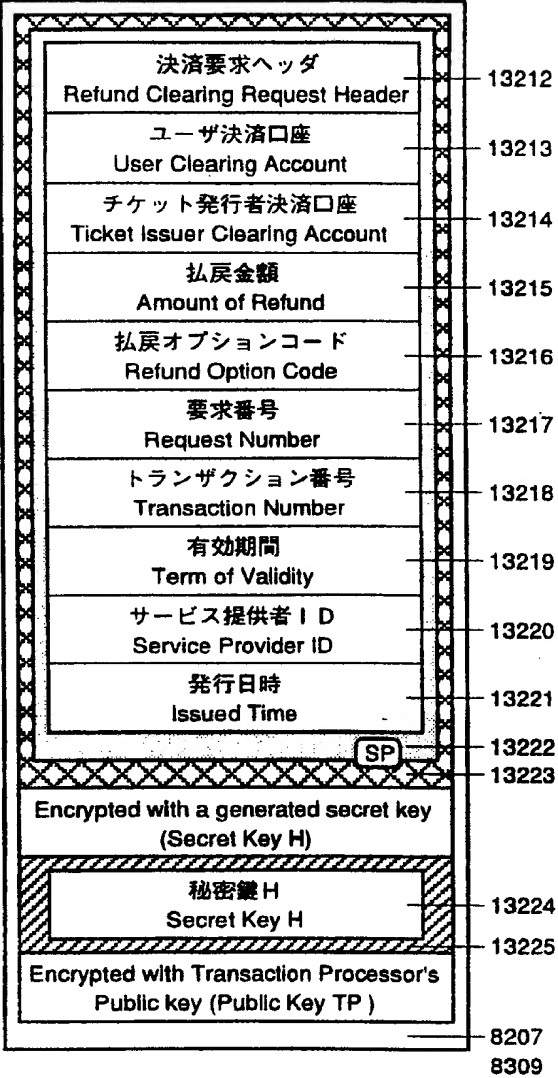 決済要求ヘッダ
Refund Clearing Request Header
13212
ユーザ決済口座
User Clearing Account
13213
チケット発行者決済口座
Ticket Issuer Clearing Account
13214
払戻金額
Amount of Refund
13215
払戻オプションコード
Refund Option Code
13216
要求番号
Request Number
13217
トランザクション番号
Transaction Number
13218
有効期間
Term of Validity
13219
サービス提供者ID
Service Provider ID
13220
発行日時
Issued Time
13221
SP
13222
13223
Encrypted with a generated secret key
(Secret Key H)
秘密鍵H
Secret Key H
13224
13225
Encrypted with Transaction Processor's
Public key (Public Key TP )
8207
8309